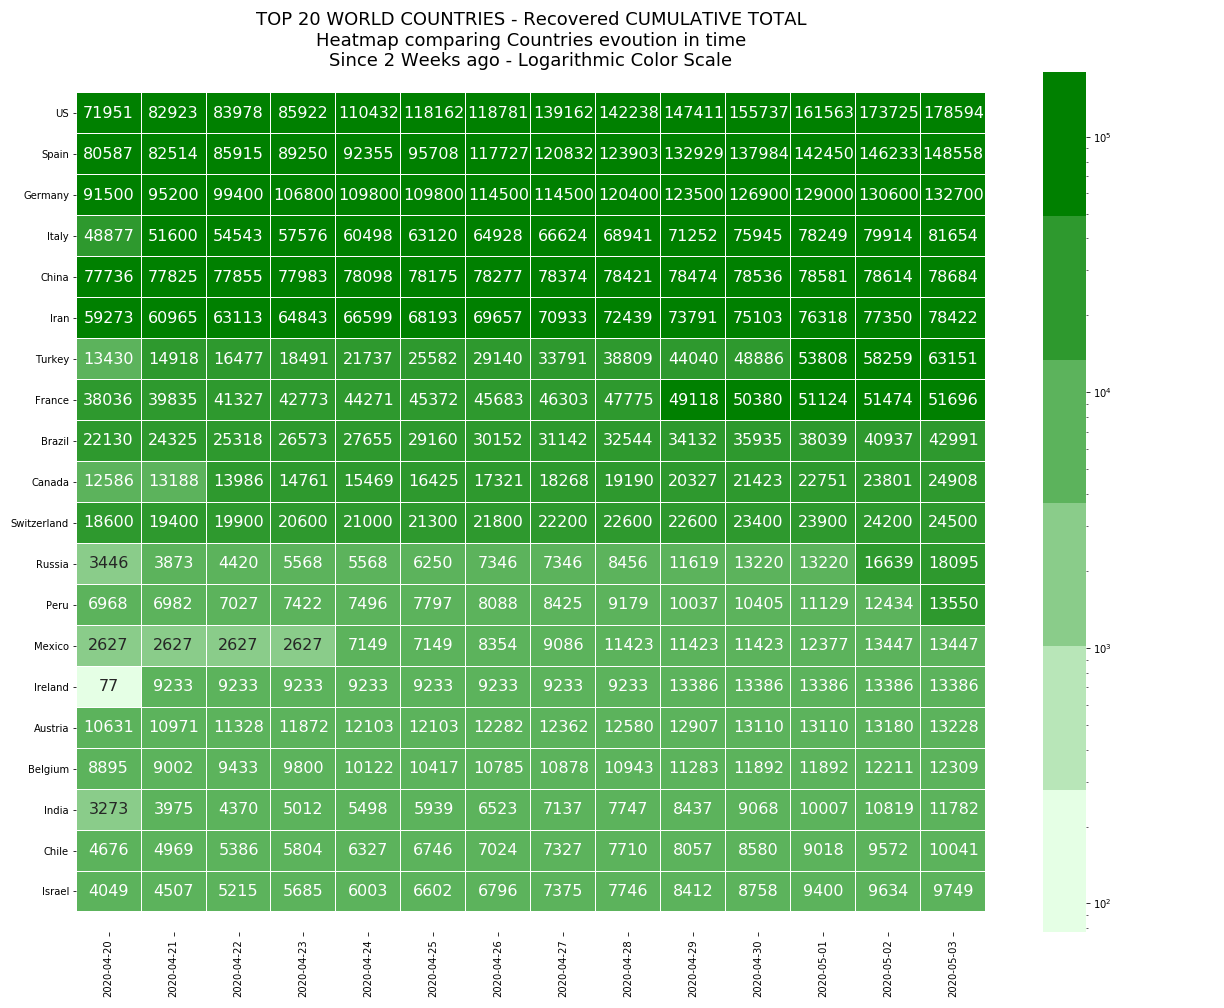 TOP 20 WORLD COUNTRIES - Recovered CUMULATIVE TOTAL
Heatmap comparing Countries evoution in time
Since 2 Weeks ago - Logarithmic Color Scale
US 71951 82923 83978 85922 110432 118162 118781 139162 142238 147411 155737 161563 173725 178594
Spain 80587 82514 85915 89250 92355 95708 117727 120832 123903 132929 137984 142450 146233 148558
Germany 91500 95200 99400 106800 109800 109800 114500 114500 120400 123500 126900 129000 130600 132700
Italy 48877 51600 54543 57576 60498 63120 64928 66624 68941 71252 75945 78249 79914 81654
China 77736 77825 77855 77983 78098 78175 78277 78374 78421 78474 78536 78581 78614 78684
Iran 59273 60965 63113 64843 66599 68193 69657 70933 72439 73791 75103 76318 77350 78422
Turkey 13430 14918 16477 18491 21737 25582 29140 33791 38809 44040 48886 53808 58259 63151
France 38036 39835 41327 42773 44271 45372 45683 46303 47775 49118 50380 51124 51474 51696
Brazil 22130 24325 25318 26573 27655 29160 30152 31142 32544 34132 35935 38039 40937 42991
Canada 12586 13188 13986 14761 15469 16425 17321 18268 19190 20327 21423 22751 23801 24908
Switzerland 18600 19400 19900 20600 21000 21300 21800 22200 22600 22600 23400 23900 24200 24500
Russia 3446 3873 4420 5568 5568 6250 7346 7346 8456 11619 13220 13220 16639 18095
Peru 6968 6982 7027 7422 7496 7797 8088 8425 9179 10037 10405 11129 12434 13550
Mexico 2627 2627 2627 2627 7149 7149 8354 9086 11423 11423 11423 12377 13447 13447
Ireland 77 9233 9233 9233 9233 9233 9233 9233 9233 13386 13386 13386 13386 13386
Austria 10631 10971 11328 11872 12103 12103 12282 12362 12580 12907 13110 13110 13180 13228
Belgium 8895 9002 9433 9800 10122 10417 10785 10878 10943 11283 11892 11892 12211 12309
India 3273 3975 4370 5012 5498 5939 6523 7137 7747 8437 9068 10007 10819 11782
Chile 4676 4969 5386 5804 6327 6746 7024 7327 7710 8057 8580 9018 9572 10041
Israel 4049 4507 5215 5685 6003 6602 6796 7375 7746 8412 8758 9400 9634 9749
2020-04-20 2020-04-21 2020-04-22 2020-04-23 2020-04-24 2020-04-25 2020-04-26 2020-04-27 2020-04-28 2020-04-29 2020-04-30 2020-05-01 2020-05-02 2020-05-03
10⁵
10⁴
10³
10²